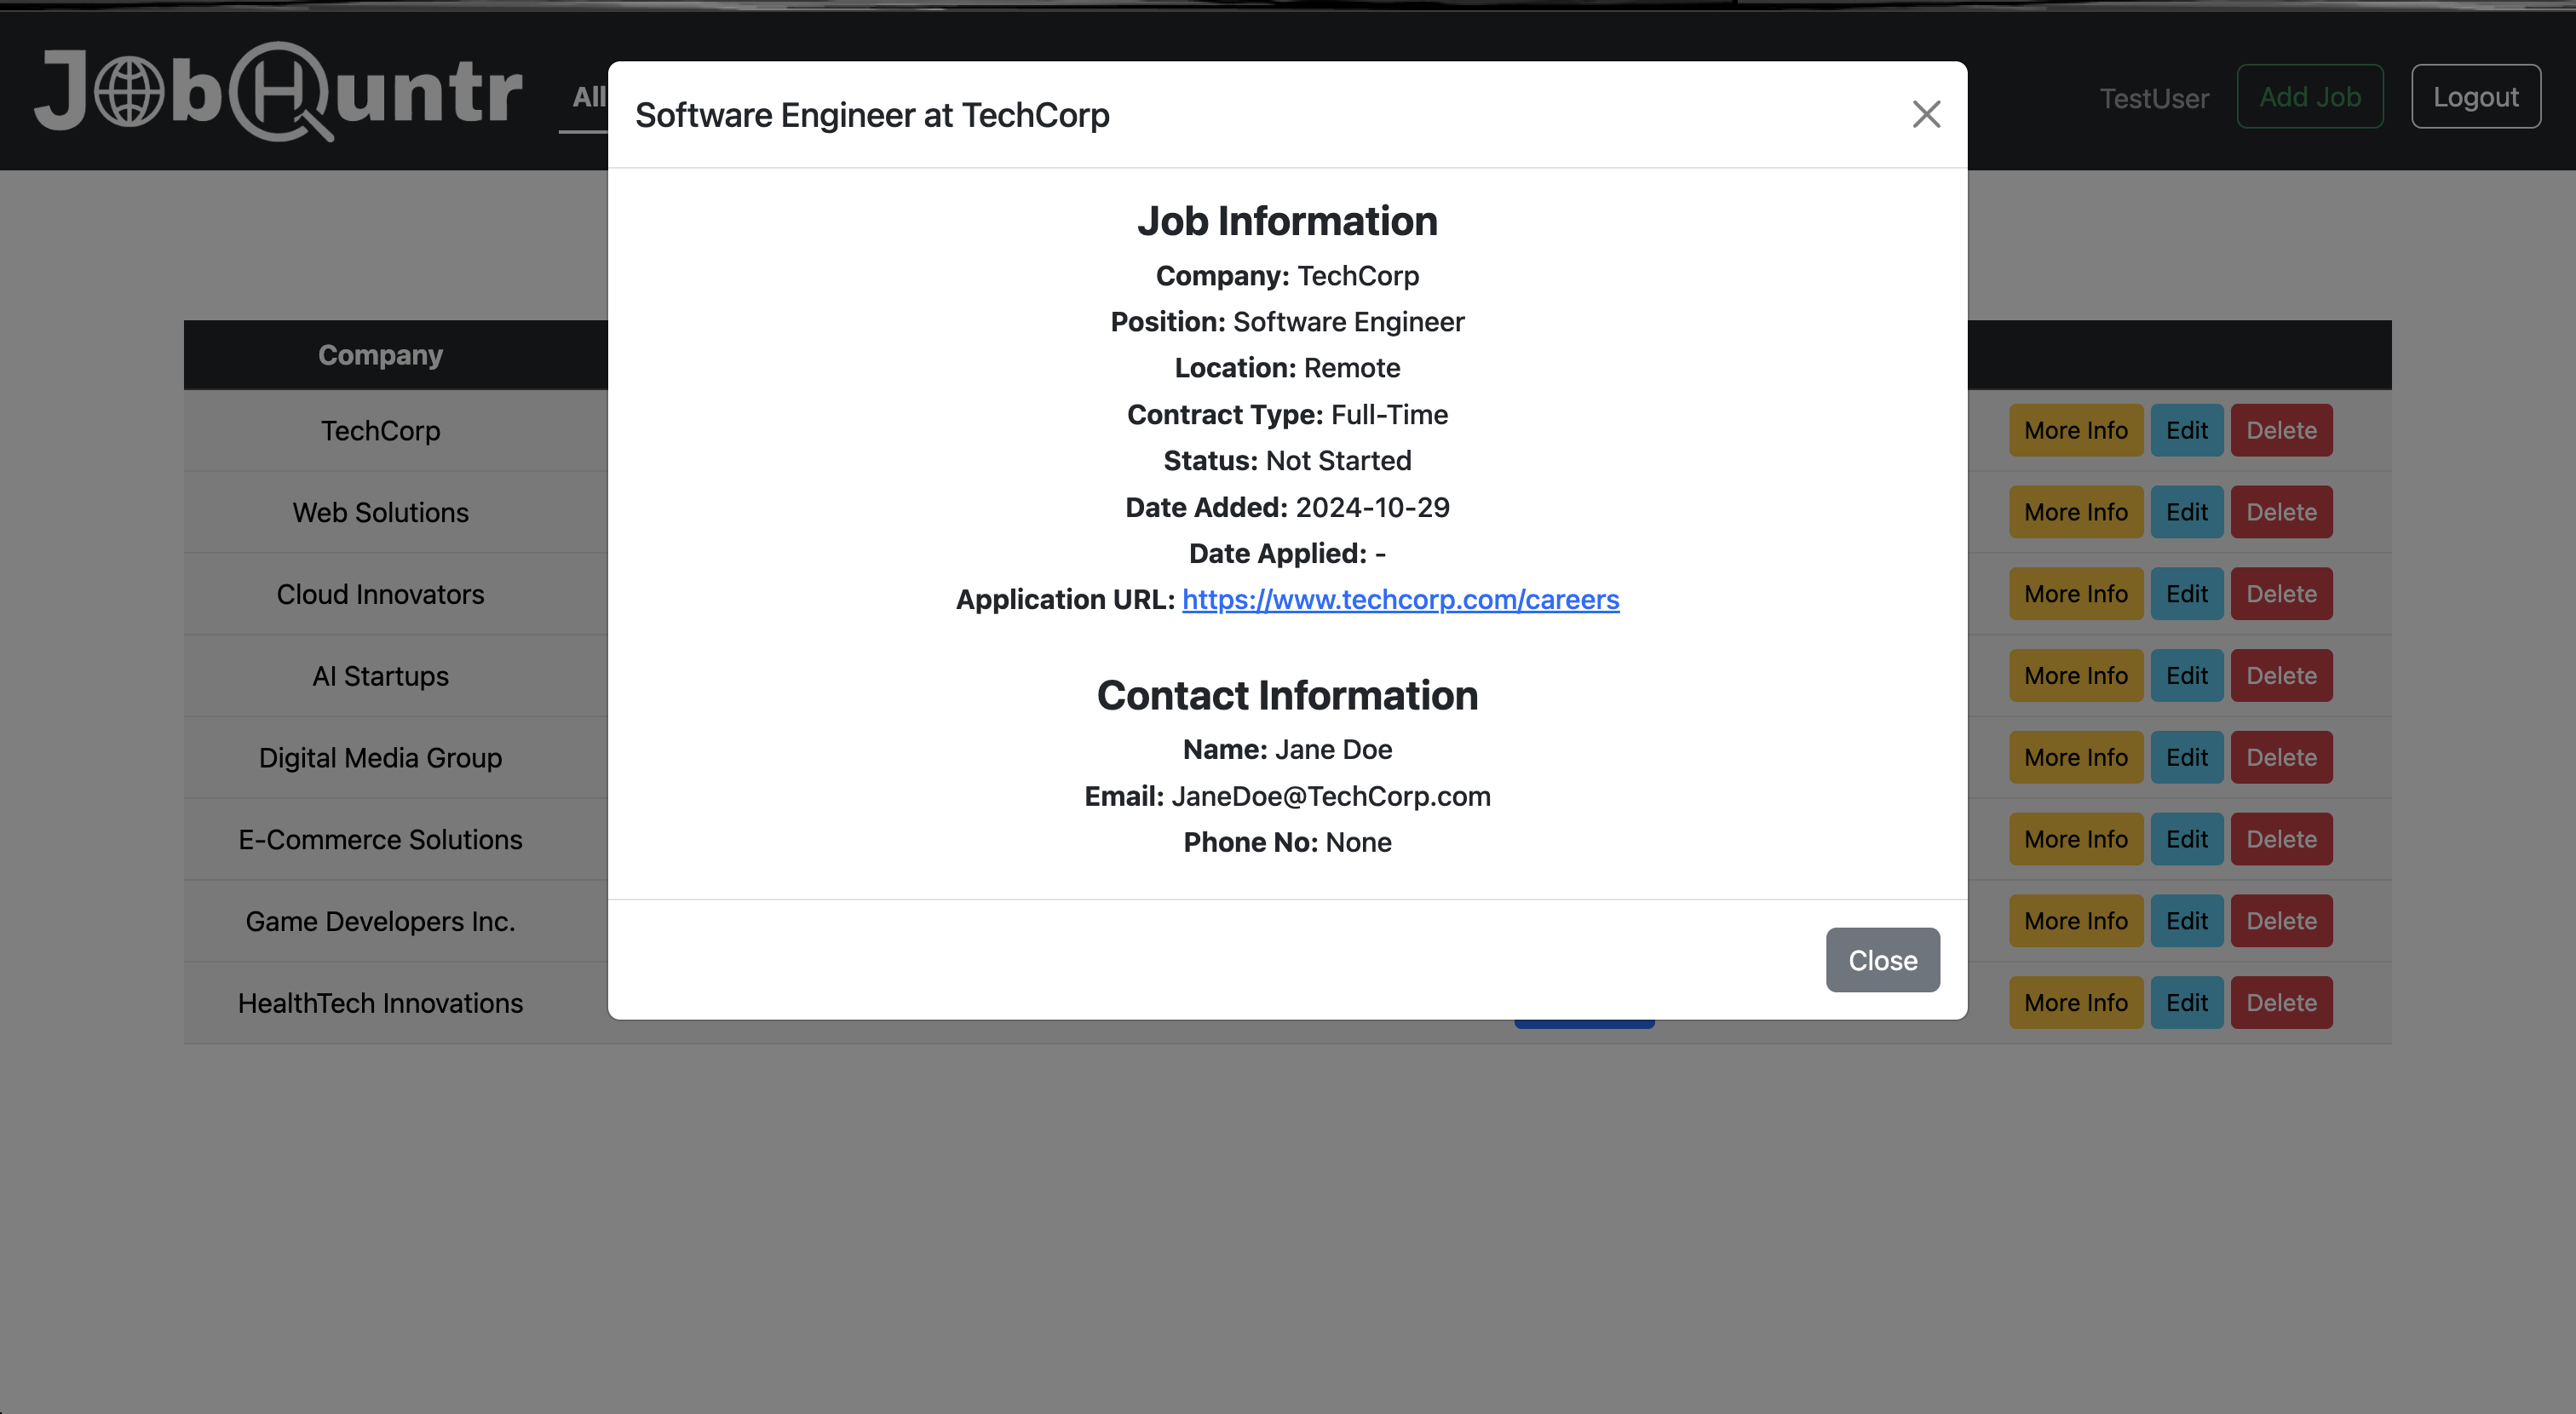 JobHuntr
All
TestUser
Add Job
Logout
Software Engineer at TechCorp
Job Information
Company: TechCorp
Position: Software Engineer
Location: Remote
Contract Type: Full-Time
Status: Not Started
Date Added: 2024-10-29
Date Applied: -
Application URL: https://www.techcorp.com/careers
Contact Information
Name: Jane Doe
Email: JaneDoe@TechCorp.com
Phone No: None
Close
Company
TechCorp More Info Edit Delete
Web Solutions More Info Edit Delete
Cloud Innovators More Info Edit Delete
AI Startups More Info Edit Delete
Digital Media Group More Info Edit Delete
E-Commerce Solutions More Info Edit Delete
Game Developers Inc. More Info Edit Delete
HealthTech Innovations More Info Edit Delete